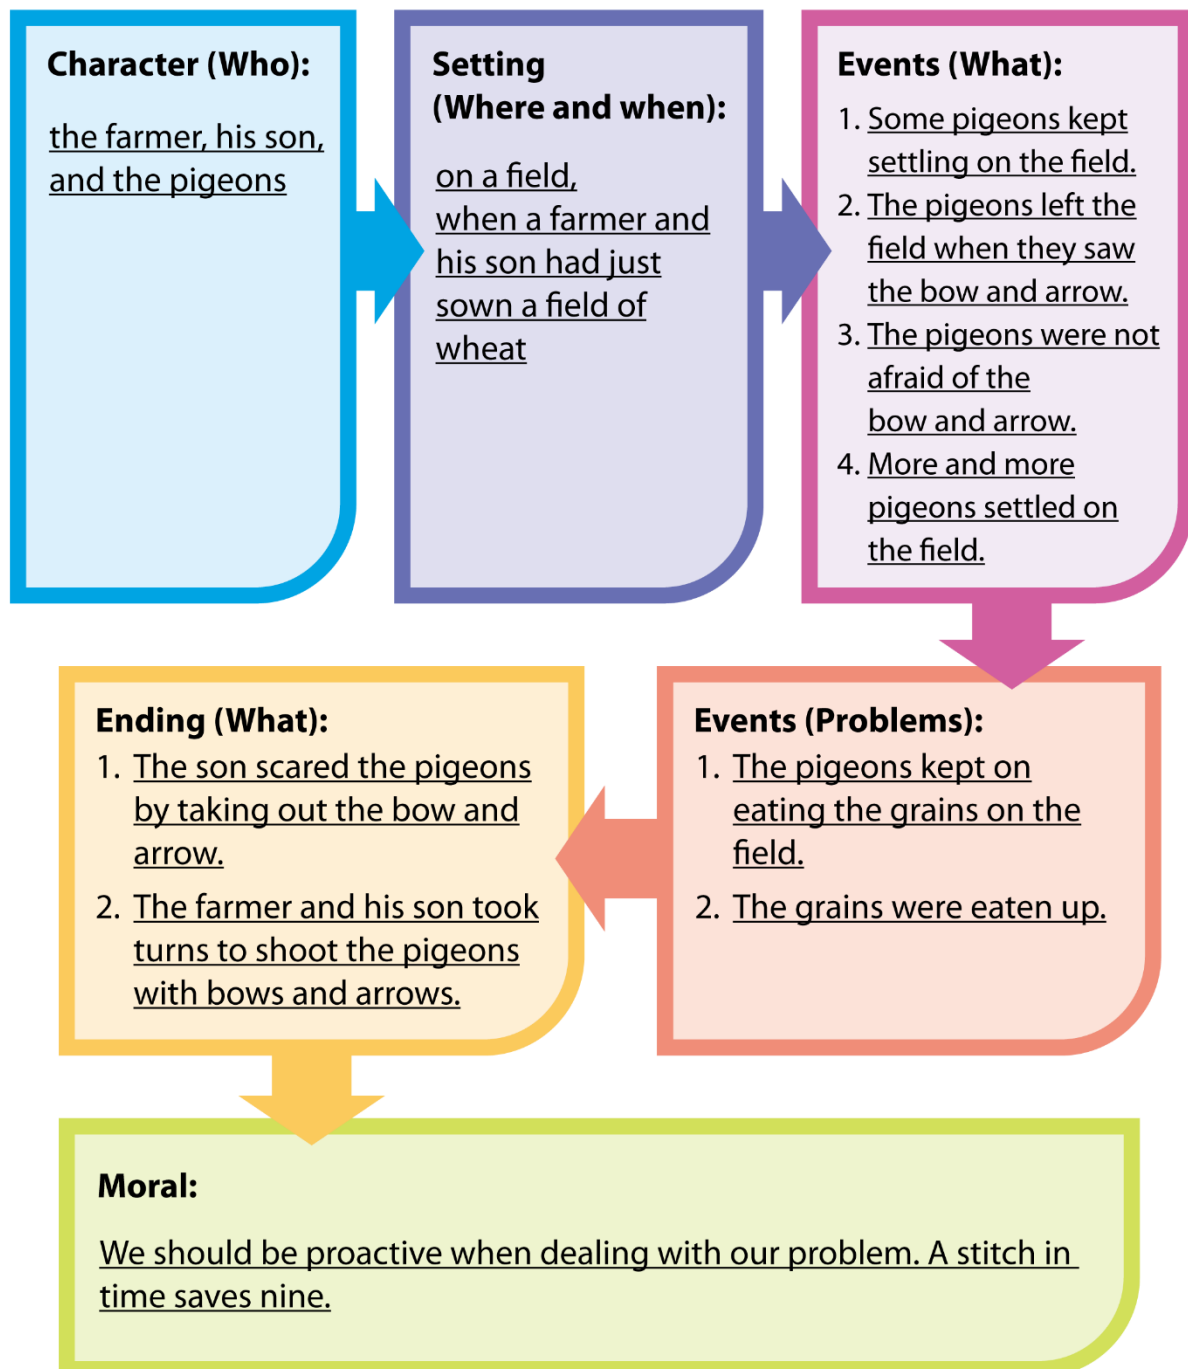 Character (Who):
the farmer, his son,
and the pigeons
Setting
(Where and when):
on a field,
when a farmer and
his son had just
sown a field of
wheat
Events (What):
1. Some pigeons kept
settling on the field.
2. The pigeons left the
field when they saw
the bow and arrow.
3. The pigeons were not
afraid of the
bow and arrow.
4. More and more
pigeons settled on
the field.
Events (Problems):
1. The pigeons kept on
eating the grains on the
field.
2. The grains were eaten up.
Ending (What):
1. The son scared the pigeons
by taking out the bow and
arrow.
2. The farmer and his son took
turns to shoot the pigeons
with bows and arrows.
Moral:
We should be proactive when dealing with our problem. A stitch in
time saves nine.